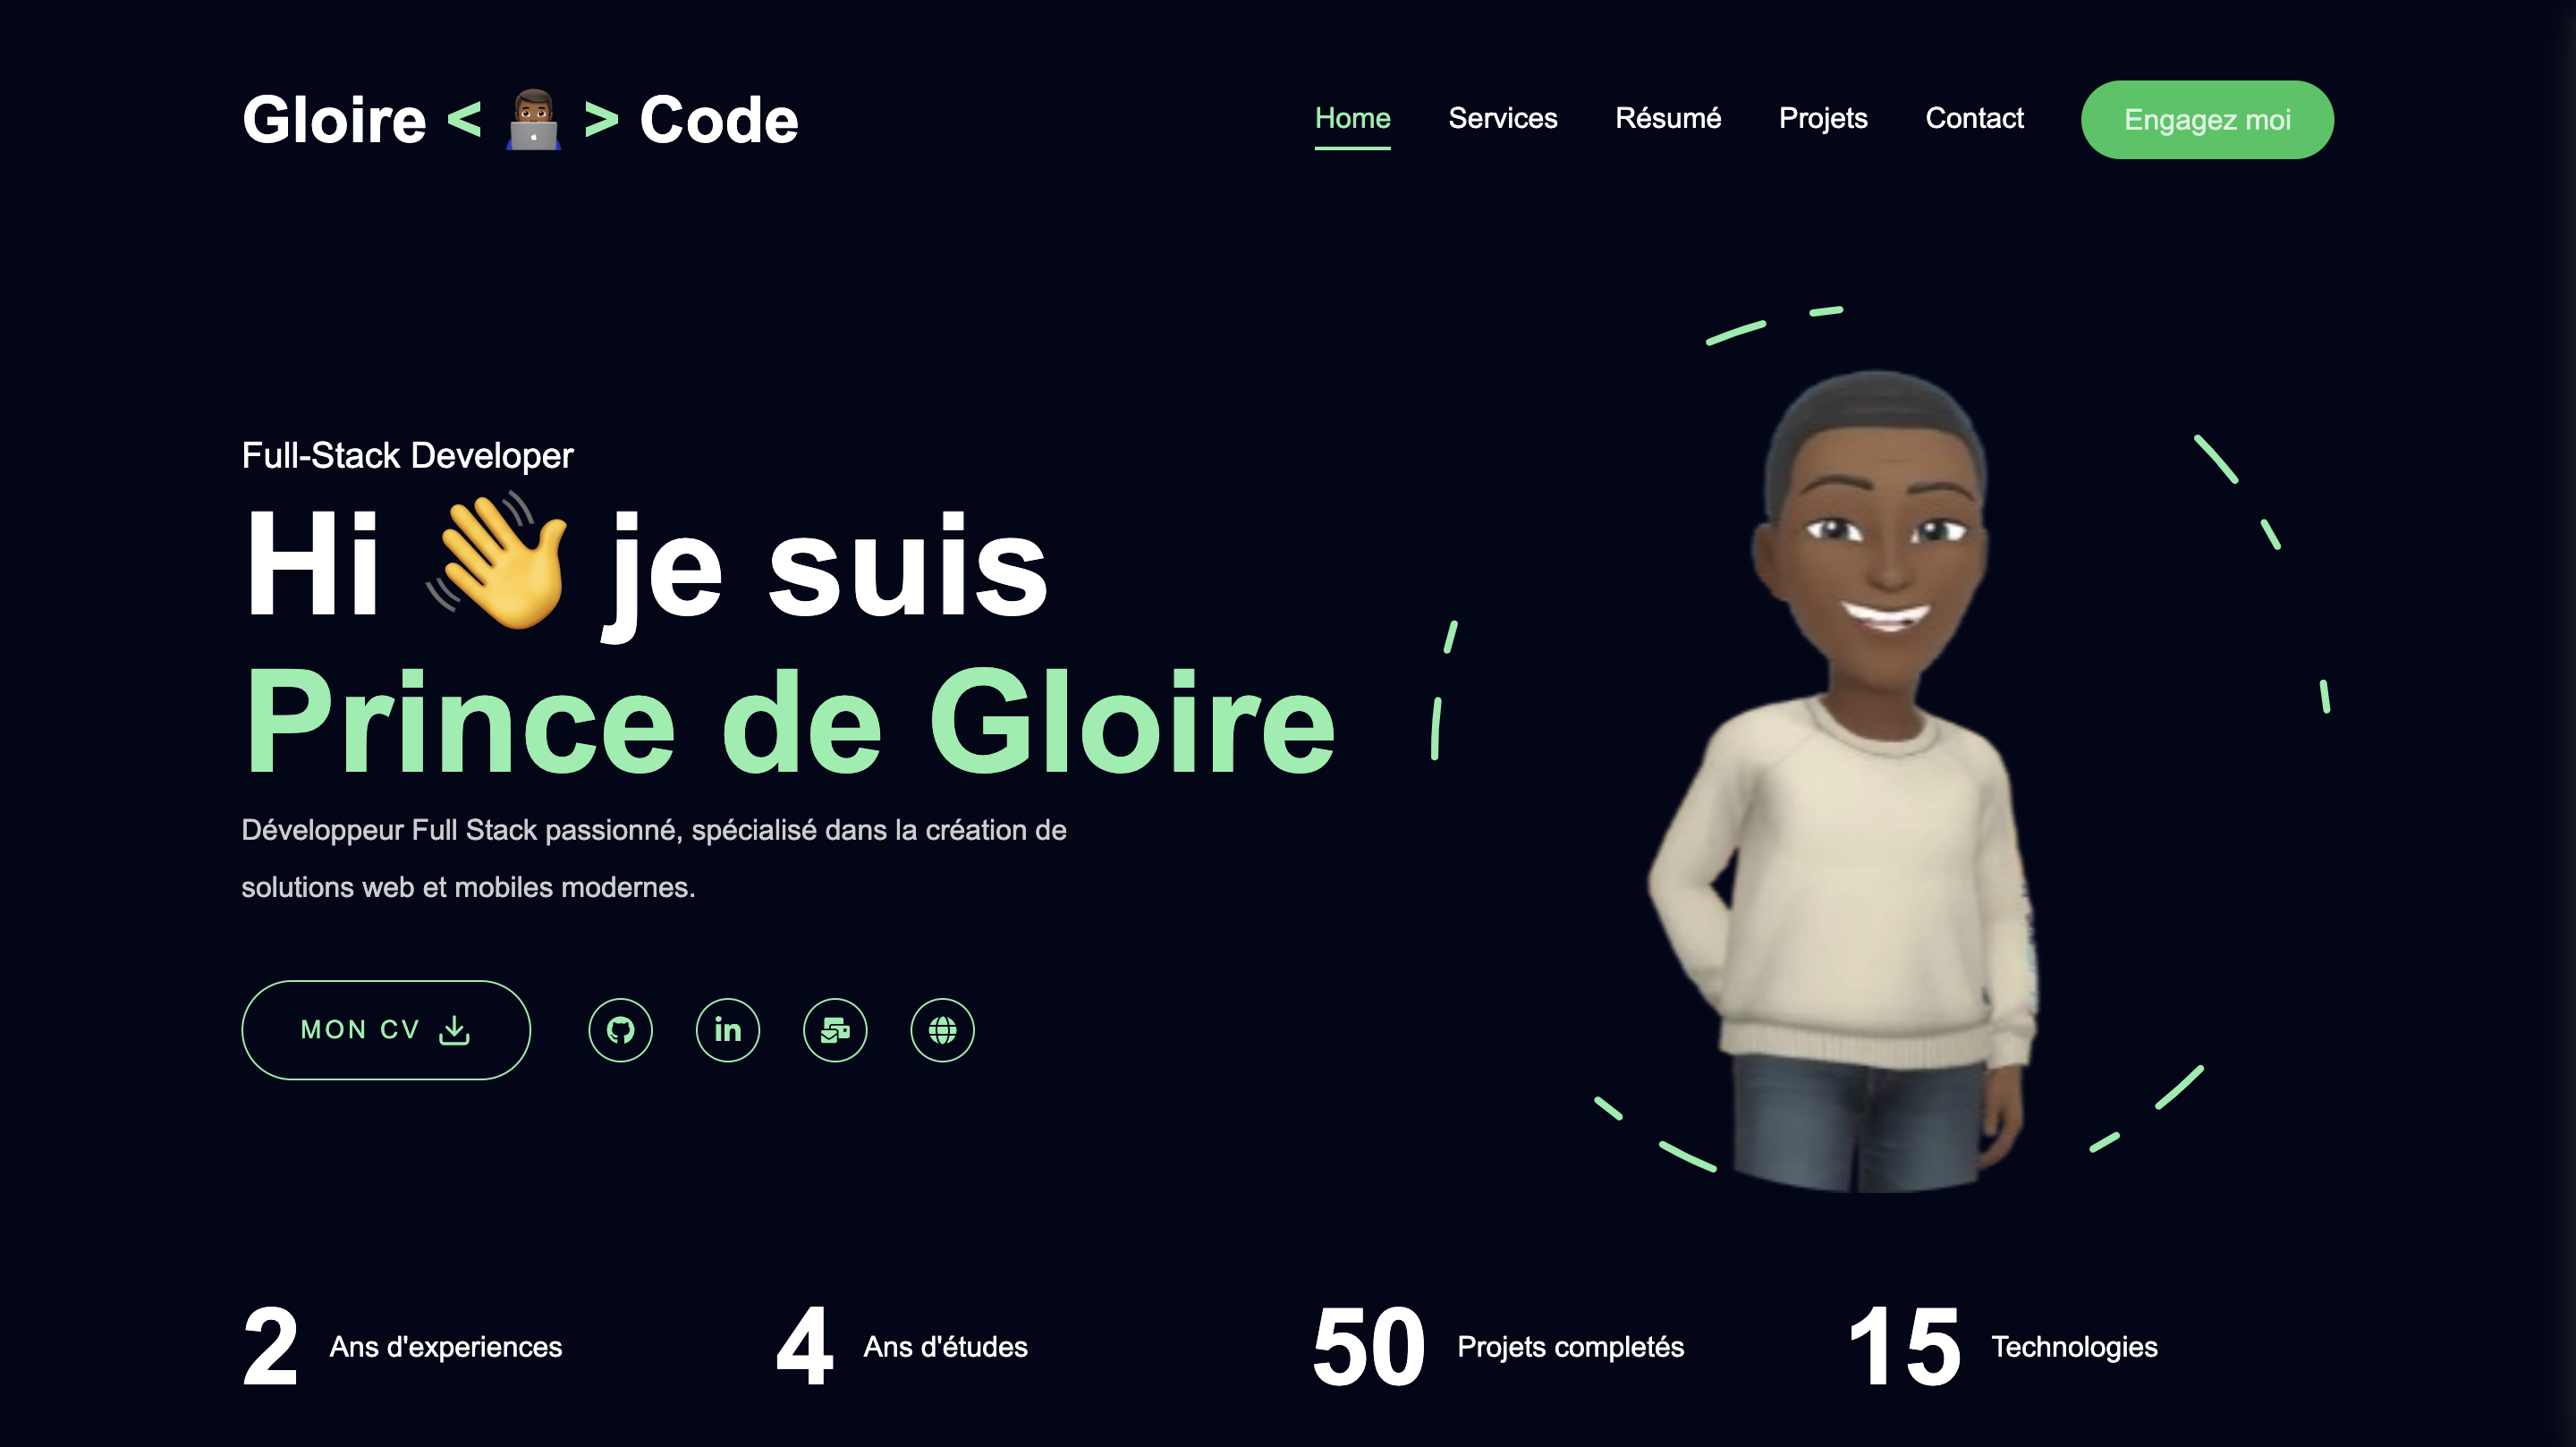 Gloire < 👨🏾‍💻 > Code
Home Services Résumé Projets Contact Engagez moi
Full-Stack Developer
Hi 👋 je suis
Prince de Gloire
Développeur Full Stack passionné, spécialisé dans la création de
solutions web et mobiles modernes.
MON CV
in
2 Ans d'experiences
4 Ans d'études
50 Projets completés
15 Technologies